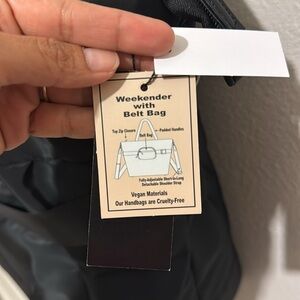 Weekender
with
Belt Bag
Top Zip Closure
Belt Bag
Padded Handles
Fully-Adjustable Short-to-Long
Detachable Shoulder Strap
Vegan Materials
Our Handbags are Cruelty-Free